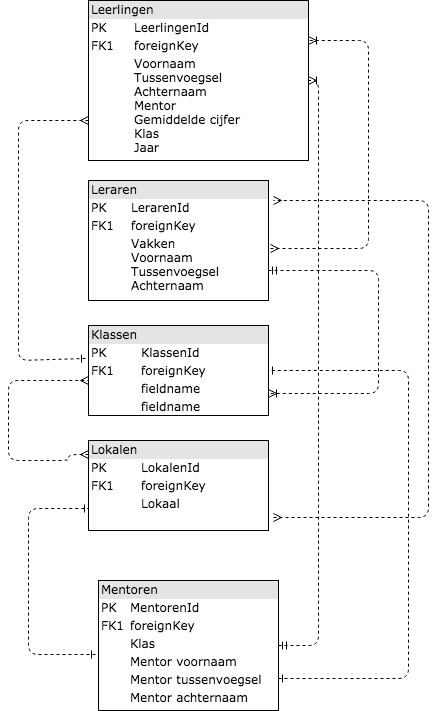 Leerlingen
PK LeerlingenId
FK1 foreignKey
Voornaam
Tussenvoegsel
Achternaam
Mentor
Gemiddelde cijfer
Klas
Jaar
Leraren
PK LerarenId
FK1 foreignKey
Vakken
Voornaam
Tussenvoegsel
Achternaam
Klassen
PK KlassenId
FK1 foreignKey
fieldname
fieldname
Lokalen
PK LokalenId
FK1 foreignKey
Lokaal
Mentoren
PK MentorenId
FK1 foreignKey
Klas
Mentor voornaam
Mentor tussenvoegsel
Mentor achternaam